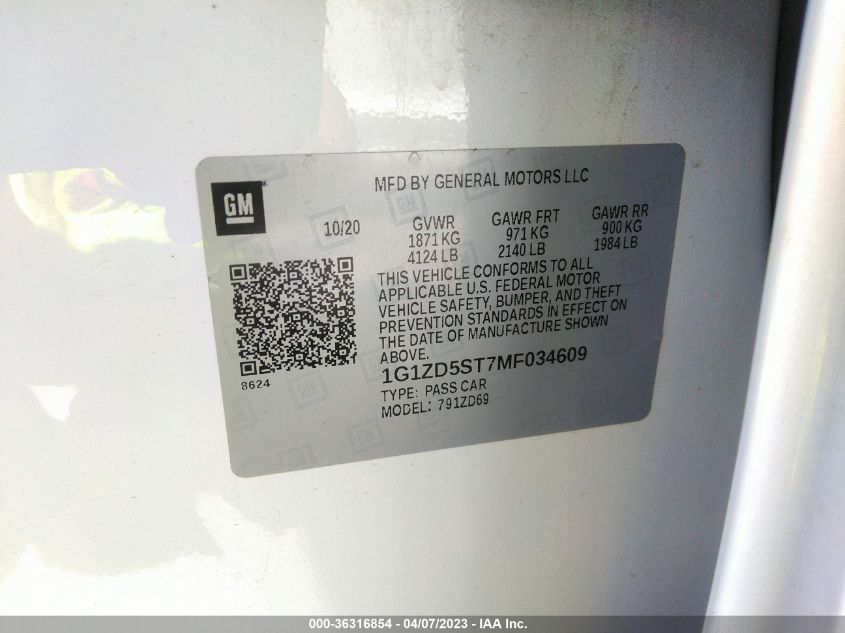 MFD BY GENERAL MOTORS LLC
GM
10/20 GVWR GAWR FRT GAWR RR
1871 KG 971 KG 900 KG
4124 LB 2140 LB 1984 LB
THIS VEHICLE CONFORMS TO ALL
APPLICABLE U.S. FEDERAL MOTOR
VEHICLE SAFETY, BUMPER, AND THEFT
PREVENTION STANDARDS IN EFFECT ON
THE DATE OF MANUFACTURE SHOWN
ABOVE.
8624
1G1ZD5ST7MF034609
TYPE: PASS CAR
MODEL: 791ZD69
000-36316854 - 04/07/2023 - IAA Inc.